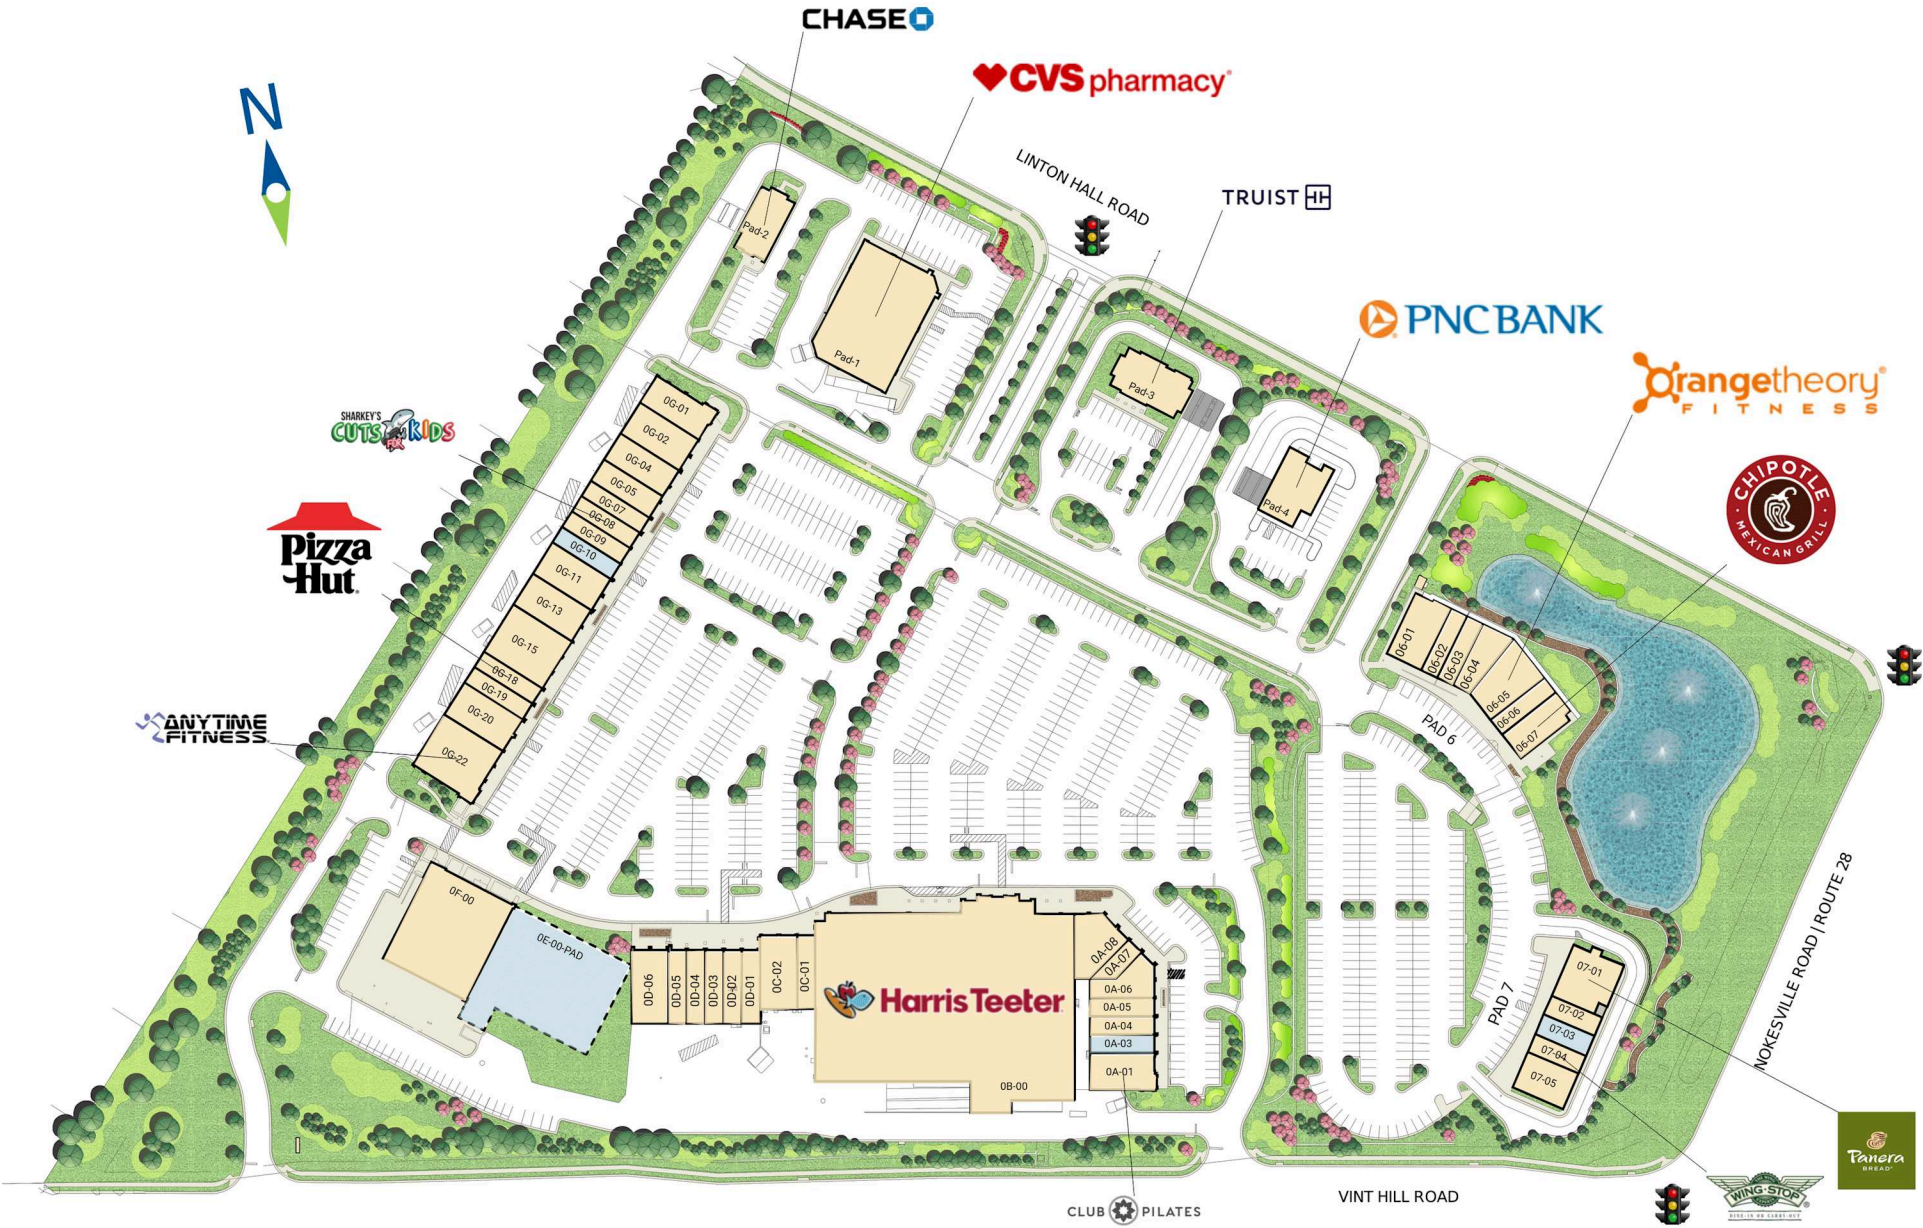 CHASE
CVS pharmacy
N
LINTON HALL ROAD
TRUIST
PNC BANK
Orangetheory®
FITNESS
CHIPOTLE
MEXICAN GRILL
SHARKEY'S
CUTS FOR KIDS
Pizza
Hut
ANYTIME
FITNESS
Pad-2
Pad-1
Pad-3
Pad-4
0G-01
0G-02
0G-04
0G-05
0G-07
0G-08
0G-09
0G-10
0G-11
0G-13
0G-15
0G-18
0G-19
0G-20
0G-22
06-01
06-02
06-03
06-04
06-05
06-06
06-07
PAD 6
0F-00
0E-00-PAD
0D-06
0D-05
0D-04
0D-03
0D-02
0D-01
0C-02
0C-01
Harris Teeter
0B-00
0A-08
0A-07
0A-06
0A-05
0A-04
0A-03
0A-01
PAD 7
07-01
07-02
07-03
07-04
07-05
NOKESVILLE ROAD | ROUTE 28
Panera
BREAD®
WING·STOP®
CLUB PILATES
VINT HILL ROAD